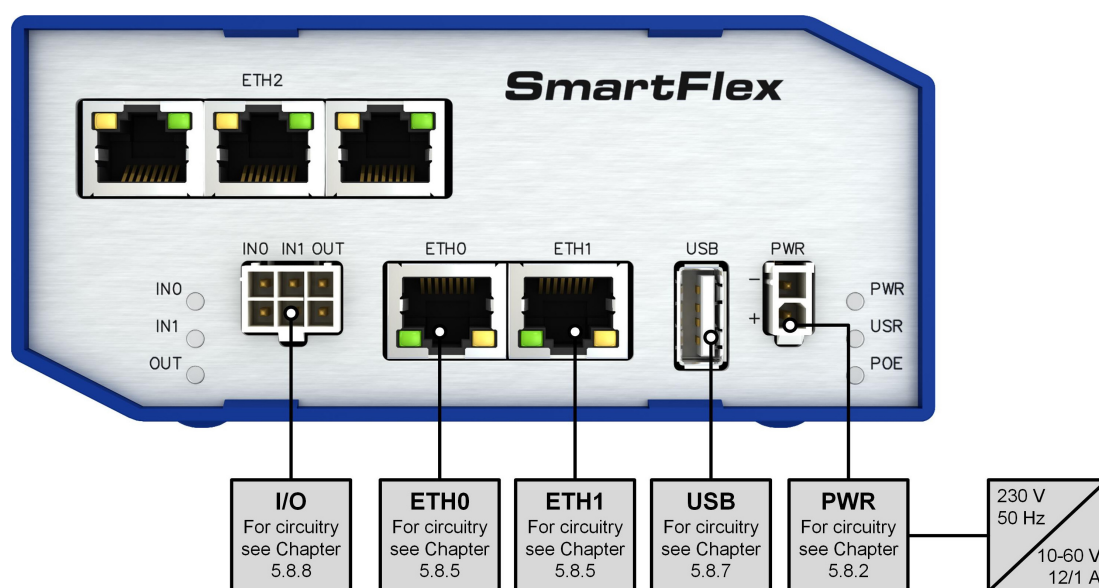 ETH2
SmartFlex
IN0 IN1 OUT
ETH0
ETH1
USB
PWR
IN0
IN1
OUT
-
+
PWR
USR
POE
I/O
For circuitry
see Chapter
5.8.8
ETH0
For circuitry
see Chapter
5.8.5
ETH1
For circuitry
see Chapter
5.8.5
USB
For circuitry
see Chapter
5.8.7
PWR
For circuitry
see Chapter
5.8.2
230 V
50 Hz
10-60 V
12/1 A